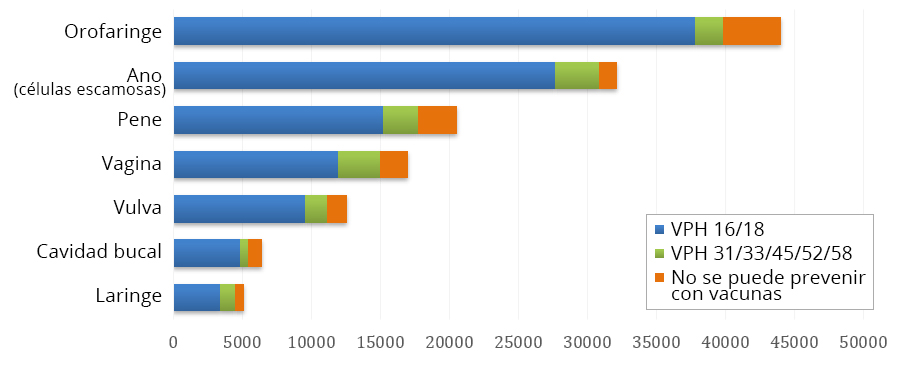 Orofaringe
Ano
(células escamosas)
Pene
Vagina
Vulva
Cavidad bucal
Laringe
VPH 16/18
VPH 31/33/45/52/58
No se puede prevenir
con vacunas
0 5000 10000 15000 20000 25000 30000 35000 40000 45000 50000